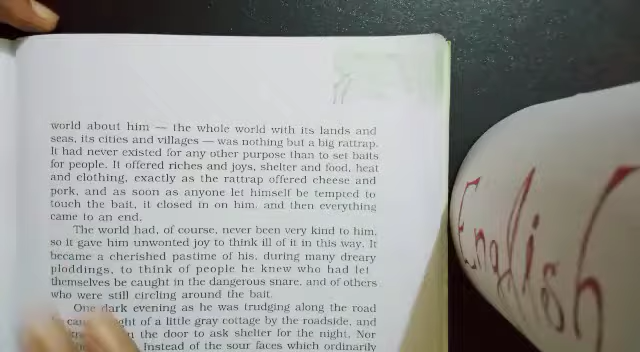 world about him — the whole world with its lands and
seas, its cities and villages — was nothing but a big rattrap.
It had never existed for any other purpose than to set baits
for people. It offered riches and joys, shelter and food, heat
and clothing, exactly as the rattrap offered cheese and
pork, and as soon as anyone let himself be tempted to
touch the bait, it closed in on him, and then everything
came to an end.
The world had, of course, never been very kind to him,
so it gave him unwonted joy to think ill of it in this way. It
became a cherished pastime of his, during many dreary
ploddings, to think of people he knew who had let
themselves be caught in the dangerous snare, and of others
who were still circling around the bait.
One dark evening as he was trudging along the road
of a little gray cottage by the roadside, and
the door to ask shelter for the night. Nor
Instead of the sour faces which ordinarily
English